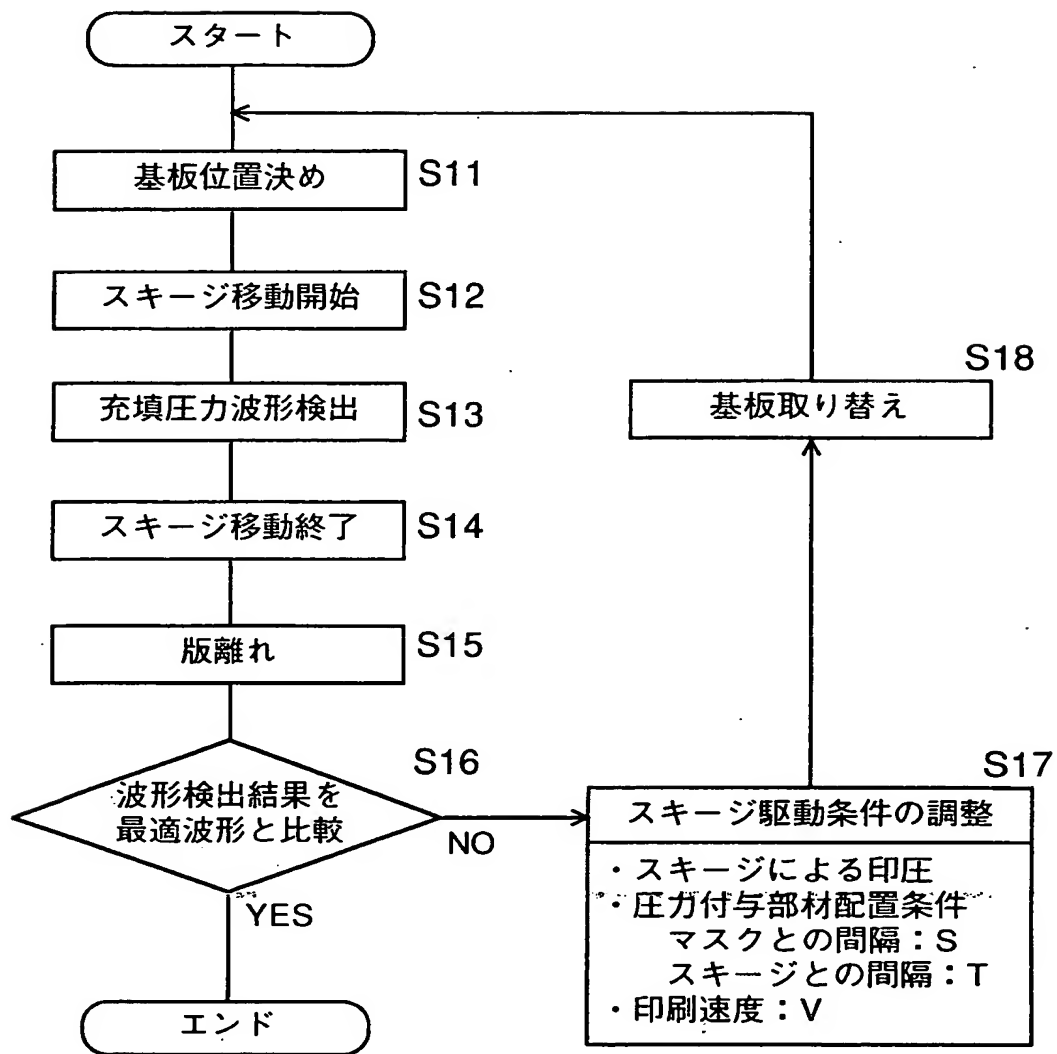 スタート
基板位置決め
S11
スキージ移動開始
S12
充填圧力波形検出
S13
スキージ移動終了
S14
版離れ
S15
波形検出結果を
最適波形と比較
S16
NO
YES
エンド
S17
スキージ駆動条件の調整
・スキージによる印圧
・圧力付与部材配置条件
マスクとの間隔：S
スキージとの間隔：T
・印刷速度：V
S18
基板取り替え